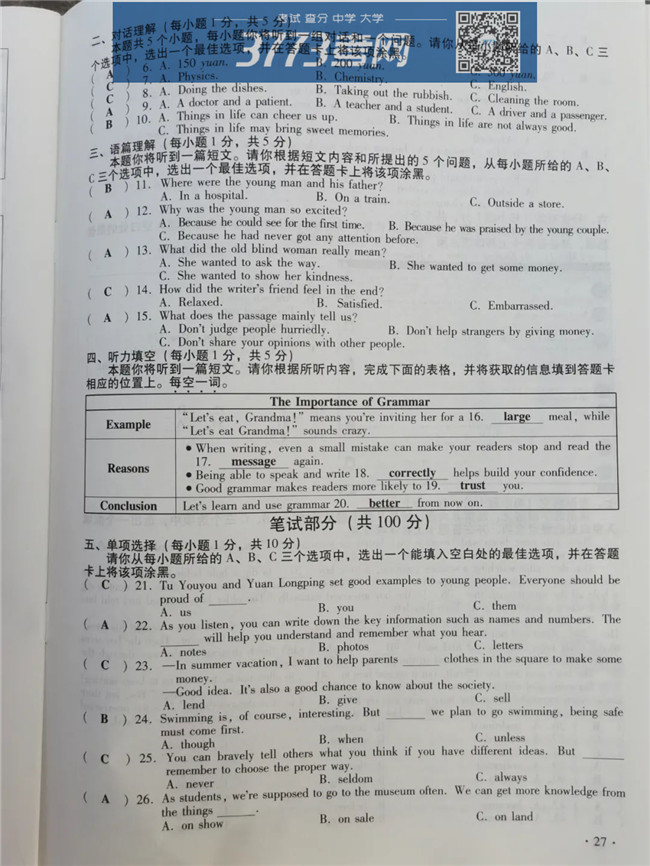 考试 查分 中学 大学
3773考网
二、对话理解（每小题1分，共5分）
本题共5个小题，每小题你将听到一组对话和一个问题。请你从每小题所给的A、B、C三
个选项中，选出一个最佳选项，并在答题卡上将该项涂黑。
( A ) 6. A. 150 yuan. B. 200 yuan. C. 300 yuan.
( C ) 7. A. Physics. B. Chemistry. C. English.
( C ) 8. A. Doing the dishes. B. Taking out the rubbish. C. Cleaning the room.
( A ) 9. A. A doctor and a patient. B. A teacher and a student. C. A driver and a passenger.
( B ) 10. A. Things in life can cheer us up. B. Things in life are not always good.
C. Things in life may bring sweet memories.
三、语篇理解（每小题1分，共5分）
本题你将听到一篇短文。请你根据短文内容和所提出的5个问题，从每小题所给的A、B、
C三个选项中，选出一个最佳选项，并在答题卡上将该项涂黑。
( B ) 11. Where were the young man and his father?
A. In a hospital. B. On a train. C. Outside a store.
( A ) 12. Why was the young man so excited?
A. Because he could see for the first time. B. Because he was praised by the young couple.
C. Because he had never got any attention before.
( A ) 13. What did the old blind woman really mean?
A. She wanted to ask the way. B. She wanted to get some money.
C. She wanted to show her kindness.
( C ) 14. How did the writer's friend feel in the end?
A. Relaxed. B. Satisfied. C. Embarrassed.
( A ) 15. What does the passage mainly tell us?
A. Don't judge people hurriedly. B. Don't help strangers by giving money.
C. Don't share your opinions with other people.
四、听力填空（每小题1分，共5分）
本题你将听到一篇短文。请你根据所听内容，完成下面的表格，并将获取的信息填到答题卡
相应的位置上。每空一词。
The Importance of Grammar
Example
"Let's eat, Grandma!" means you're inviting her for a 16. large meal, while
"Let's eat Grandma!" sounds crazy.
Reasons
● When writing, even a small mistake can make your readers stop and read the
17. message again.
● Being able to speak and write 18. correctly helps build your confidence.
● Good grammar makes readers more likely to 19. trust you.
Conclusion
Let's learn and use grammar 20. better from now on.
笔试部分（共100分）
五、单项选择（每小题1分，共10分）
请你从每小题所给的A、B、C三个选项中，选出一个能填入空白处的最佳选项，并在答题
卡上将该项涂黑。
( C ) 21. Tu Youyou and Yuan Longping set good examples to young people. Everyone should be
proud of ______.
A. us B. you C. them
( A ) 22. As you listen, you can write down the key information such as names and numbers. The
______ will help you understand and remember what you hear.
A. notes B. photos C. letters
( C ) 23. —In summer vacation, I want to help parents ______ clothes in the square to make some
money.
—Good idea. It's also a good chance to know about the society.
A. lend B. give C. sell
( B ) 24. Swimming is, of course, interesting. But ______ we plan to go swimming, being safe
must come first.
A. though B. when C. unless
( C ) 25. You can bravely tell others what you think if you have different ideas. But ______
remember to choose the proper way.
A. never B. seldom C. always
( A ) 26. As students, we're supposed to go to the museum often. We can get more knowledge from
the things ______.
A. on show B. on sale C. on land
· 27 ·